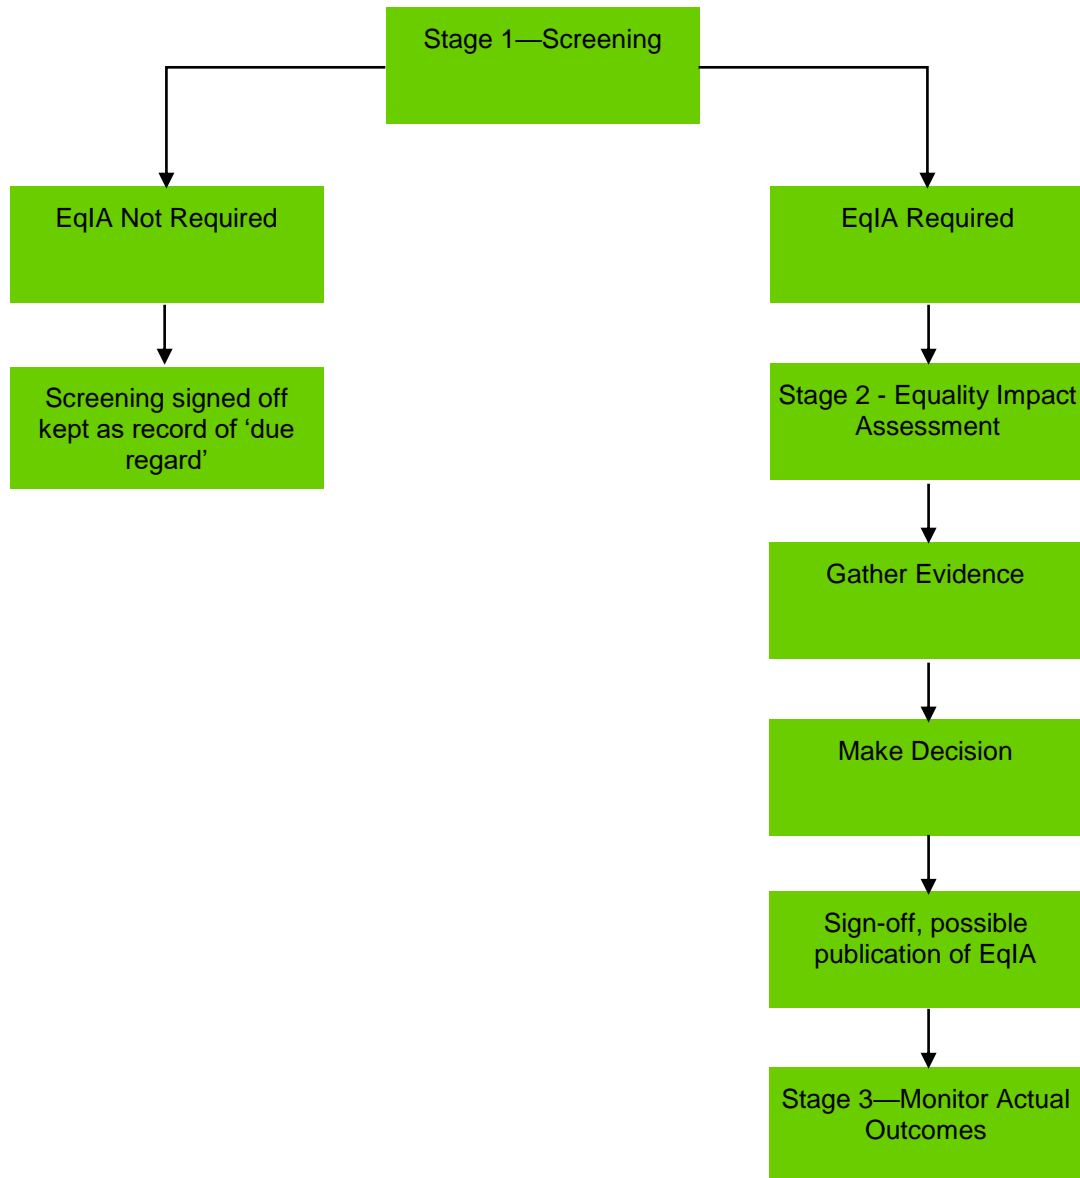 Stage 1—Screening
EqIA Not Required
EqIA Required
Screening signed off
kept as record of ‘due
regard’
Stage 2 - Equality Impact
Assessment
Gather Evidence
Make Decision
Sign-off, possible
publication of EqIA
Stage 3—Monitor Actual
Outcomes